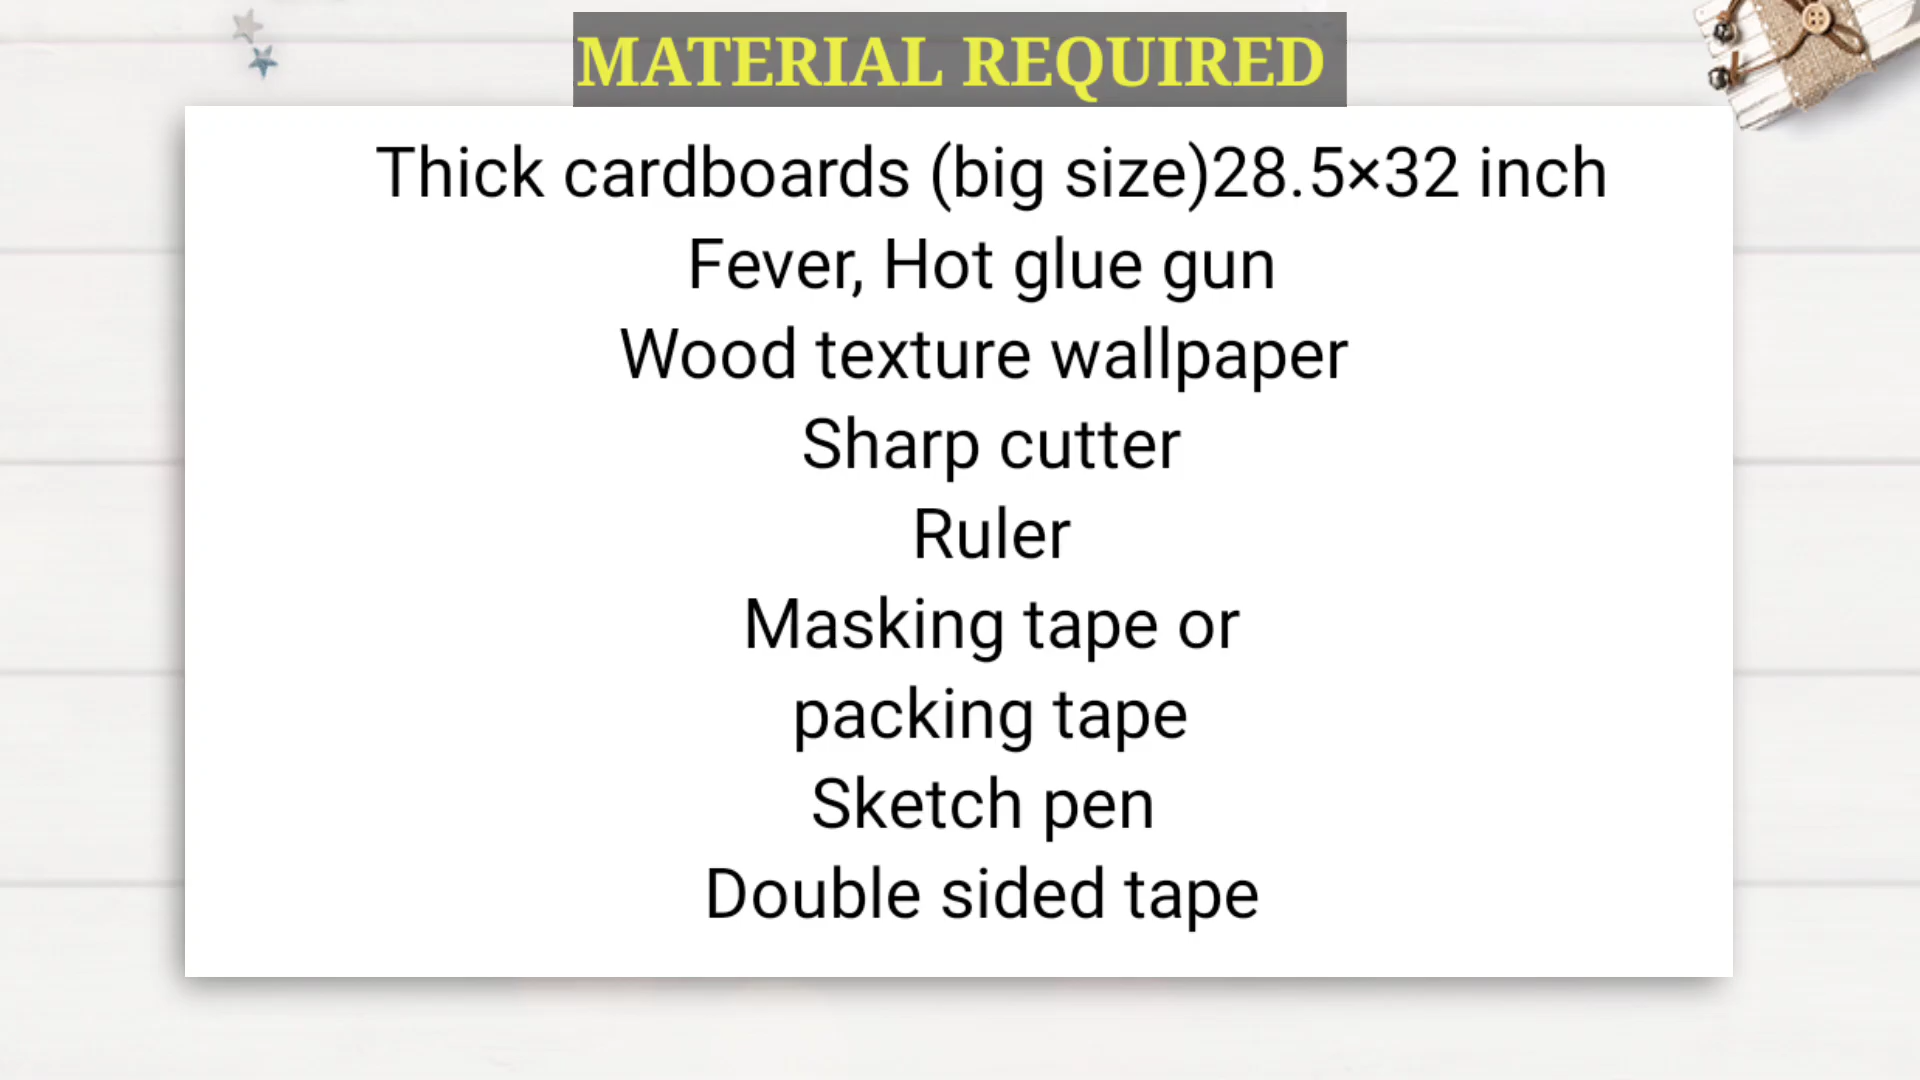 MATERIAL REQUIRED
Thick cardboards (big size)28.5×32 inch
Fever, Hot glue gun
Wood texture wallpaper
Sharp cutter
Ruler
Masking tape or
packing tape
Sketch pen
Double sided tape